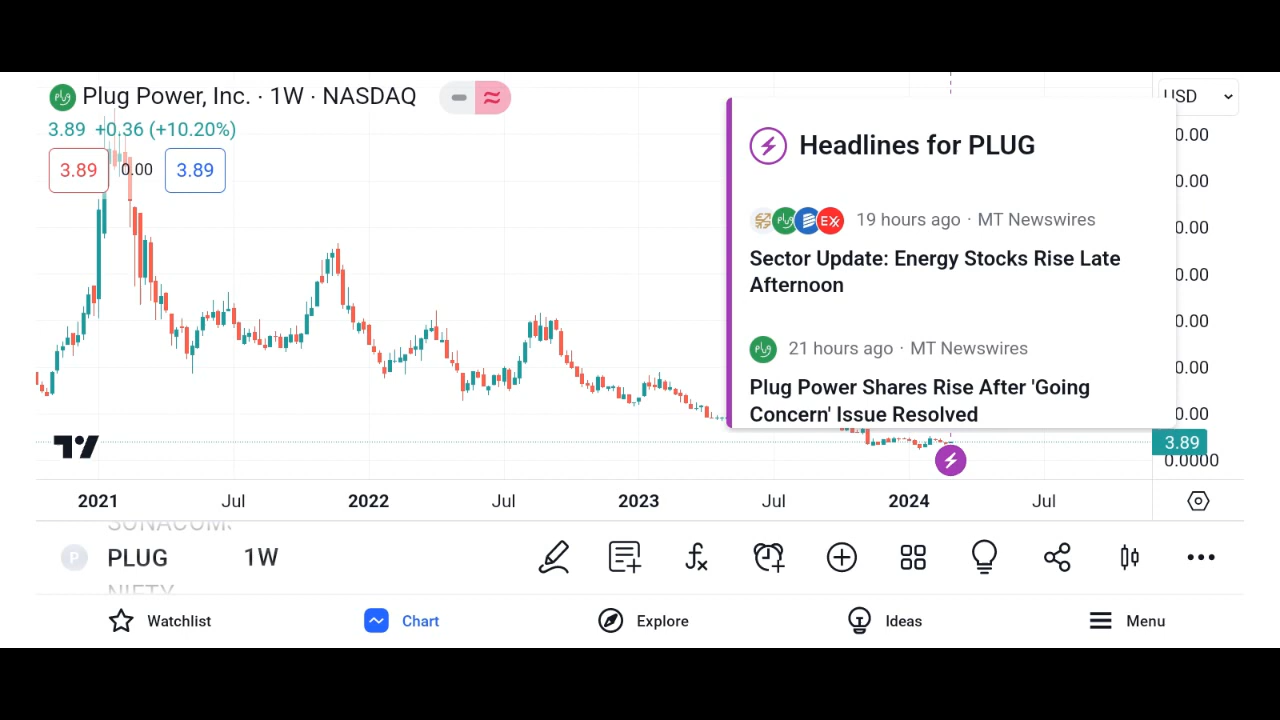 Plug Power, Inc. · 1W · NASDAQ
USD
3.89 +0.36 (+10.20%)
3.89
0.00
3.89
Headlines for PLUG
19 hours ago · MT Newswires
Sector Update: Energy Stocks Rise Late
Afternoon
21 hours ago · MT Newswires
Plug Power Shares Rise After 'Going
Concern' Issue Resolved
0.00
0.00
0.00
0.00
0.00
0.00
0.00
3.89
0.0000
2021 Jul 2022 Jul 2023 Jul 2024 Jul
PLUG 1W
NIFTY
Watchlist Chart Explore Ideas Menu